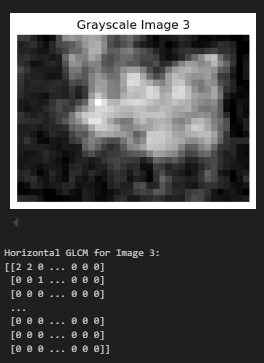 Grayscale Image 3
Horizontal GLCM for Image 3:
[[2 2 0 ... 0 0 0]
[0 0 1 ... 0 0 0]
[0 0 0 ... 0 0 0]
...
[0 0 0 ... 0 0 0]
[0 0 0 ... 0 0 0]
[0 0 0 ... 0 0 0]]